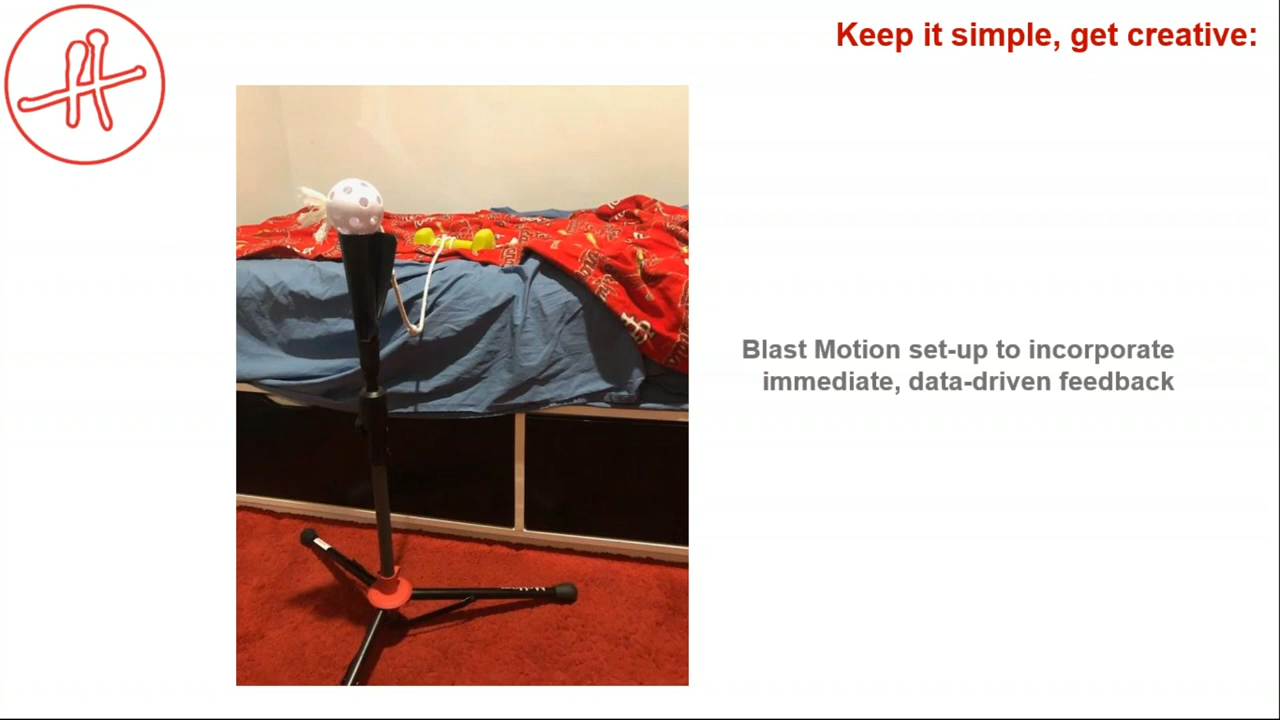 Keep it simple, get creative:
Blast Motion set-up to incorporate
immediate, data-driven feedback